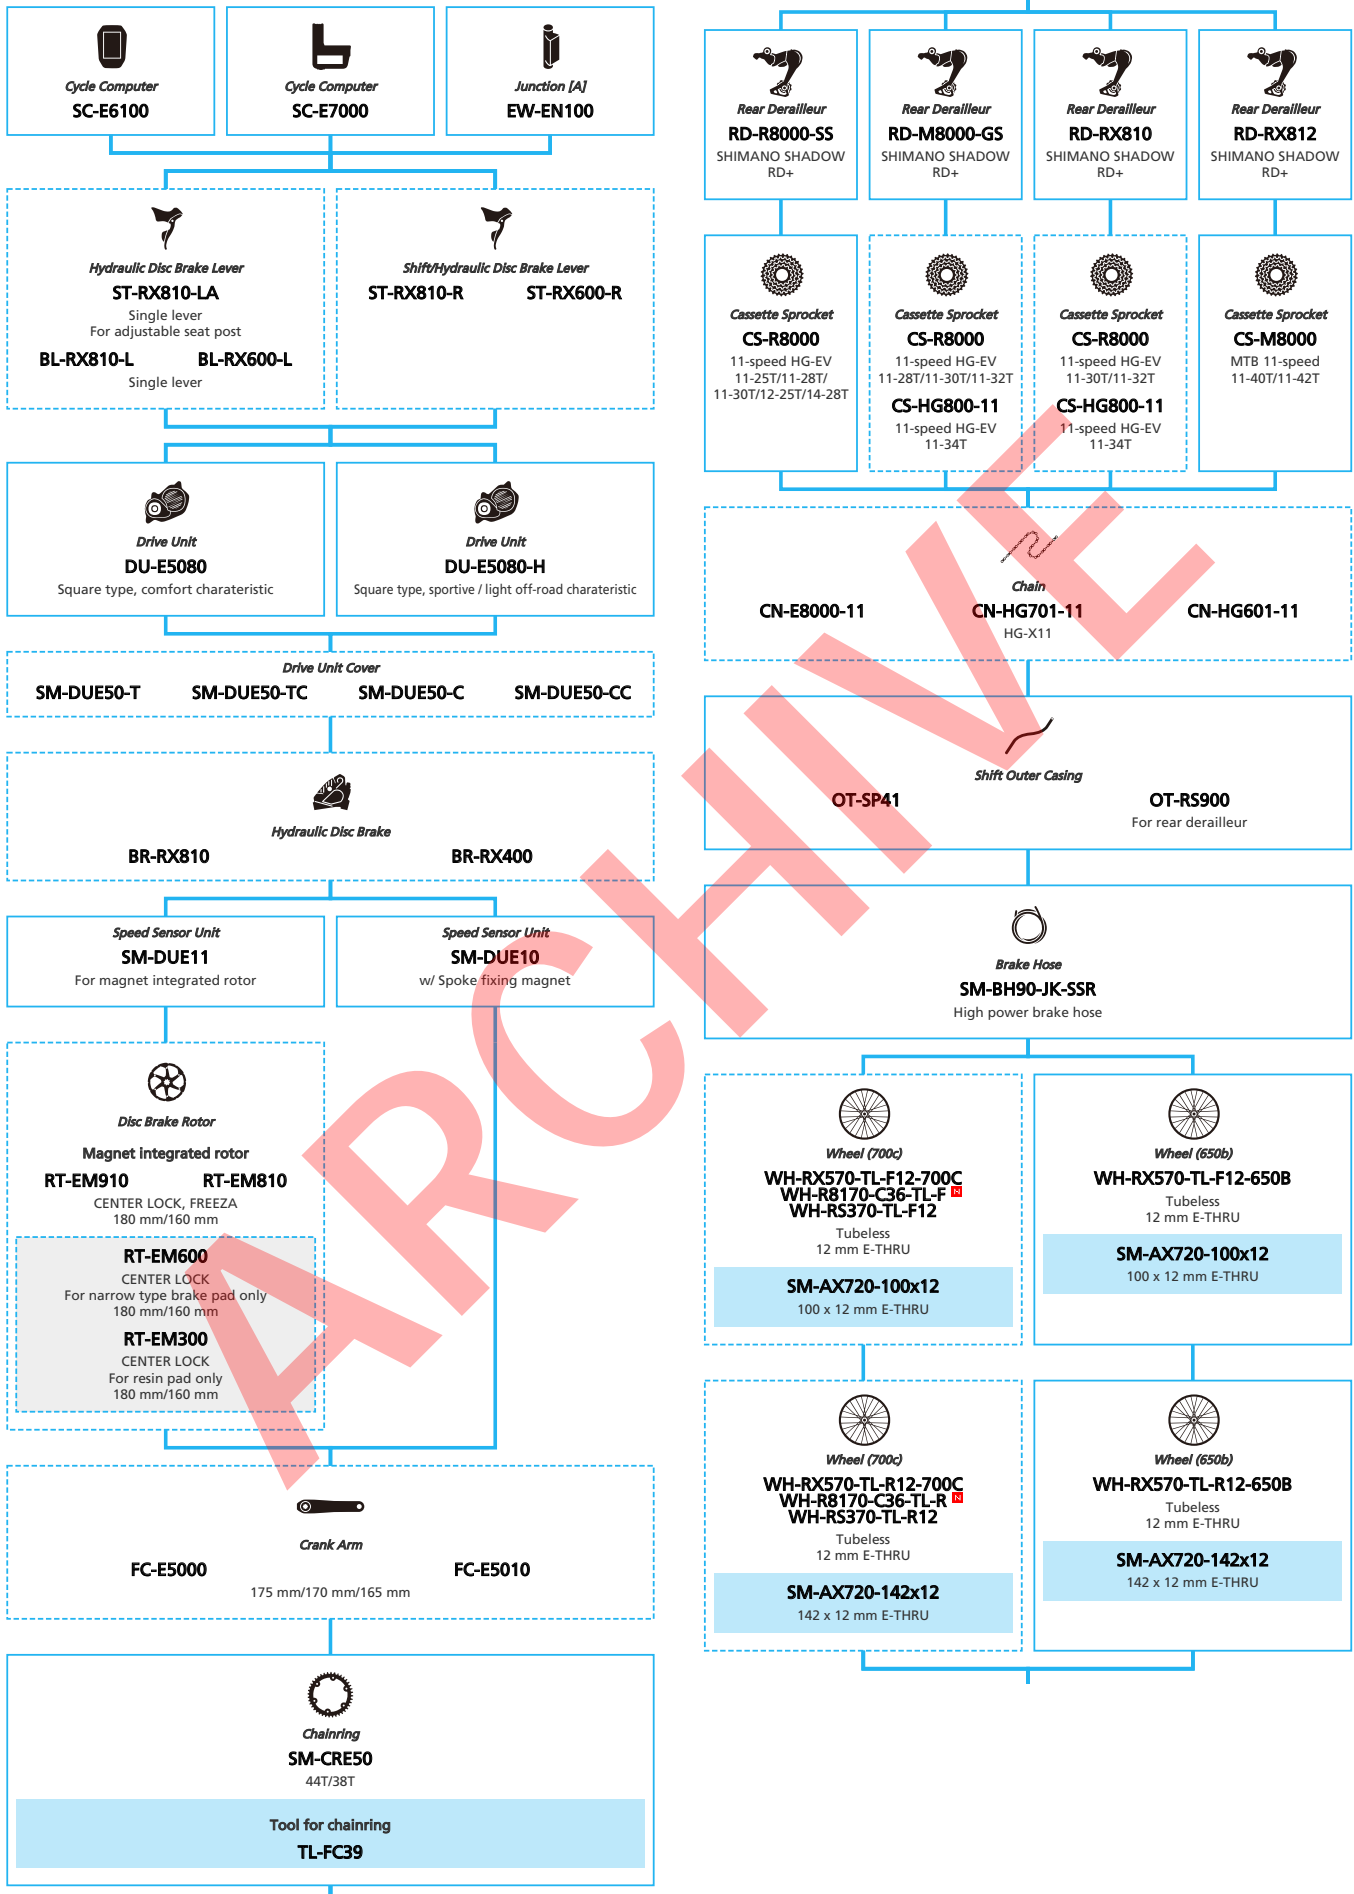 Cycle Computer
SC-E6100
Cycle Computer
SC-E7000
Junction [A]
EW-EN100
Hydraulic Disc Brake Lever
ST-RX810-LA
Single lever
For adjustable seat post
BL-RX810-L BL-RX600-L
Single lever
Shift/Hydraulic Disc Brake Lever
ST-RX810-R ST-RX600-R
Drive Unit
DU-E5080
Square type, comfort charateristic
Drive Unit
DU-E5080-H
Square type, sportive / light off-road charateristic
Drive Unit Cover
SM-DUE50-T SM-DUE50-TC SM-DUE50-C SM-DUE50-CC
Hydraulic Disc Brake
BR-RX810 BR-RX400
Speed Sensor Unit
SM-DUE11
For magnet integrated rotor
Speed Sensor Unit
SM-DUE10
w/ Spoke fixing magnet
Disc Brake Rotor
Magnet integrated rotor
RT-EM910 RT-EM810
CENTER LOCK, FREEZA
180 mm/160 mm
RT-EM600
CENTER LOCK
For narrow type brake pad only
180 mm/160 mm
RT-EM300
CENTER LOCK
For resin pad only
180 mm/160 mm
Crank Arm
FC-E5000 FC-E5010
175 mm/170 mm/165 mm
Chainring
SM-CRE50
44T/38T
Tool for chainring
TL-FC39
Rear Derailleur
RD-R8000-SS
SHIMANO SHADOW
RD+
Rear Derailleur
RD-M8000-GS
SHIMANO SHADOW
RD+
Rear Derailleur
RD-RX810
SHIMANO SHADOW
RD+
Rear Derailleur
RD-RX812
SHIMANO SHADOW
RD+
Cassette Sprocket
CS-R8000
11-speed HG-EV
11-25T/11-28T/
11-30T/12-25T/14-28T
Cassette Sprocket
CS-R8000
11-speed HG-EV
11-28T/11-30T/11-32T
CS-HG800-11
11-speed HG-EV
11-34T
Cassette Sprocket
CS-R8000
11-speed HG-EV
11-30T/11-32T
CS-HG800-11
11-speed HG-EV
11-34T
Cassette Sprocket
CS-M8000
MTB 11-speed
11-40T/11-42T
Chain
CN-E8000-11 CN-HG701-11 CN-HG601-11
HG-X11
Shift Outer Casing
OT-SP41 OT-RS900
For rear derailleur
Brake Hose
SM-BH90-JK-SSR
High power brake hose
Wheel (700c)
WH-RX570-TL-F12-700C
WH-R8170-C36-TL-F N
WH-RS370-TL-F12
Tubeless
12 mm E-THRU
SM-AX720-100x12
100 x 12 mm E-THRU
Wheel (650b)
WH-RX570-TL-F12-650B
Tubeless
12 mm E-THRU
SM-AX720-100x12
100 x 12 mm E-THRU
Wheel (700c)
WH-RX570-TL-R12-700C
WH-R8170-C36-TL-R N
WH-RS370-TL-R12
Tubeless
12 mm E-THRU
SM-AX720-142x12
142 x 12 mm E-THRU
Wheel (650b)
WH-RX570-TL-R12-650B
Tubeless
12 mm E-THRU
SM-AX720-142x12
142 x 12 mm E-THRU
ARCHIVE